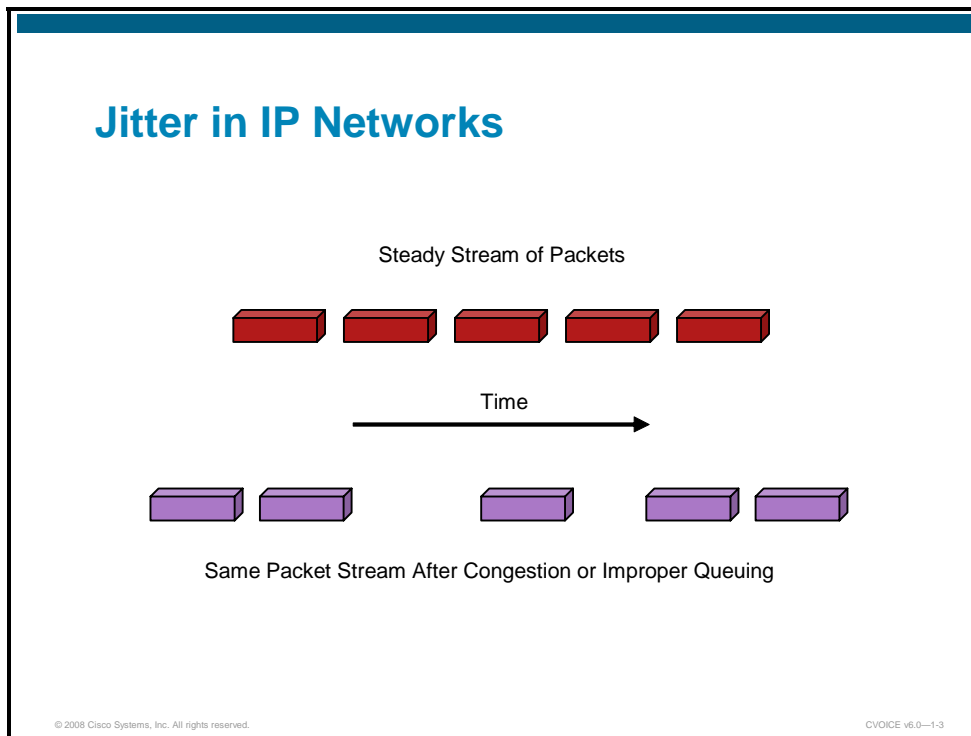 Jitter in IP Networks
Steady Stream of Packets
Time
Same Packet Stream After Congestion or Improper Queuing
© 2008 Cisco Systems, Inc. All rights reserved.
CVOICE v6.0—1-3